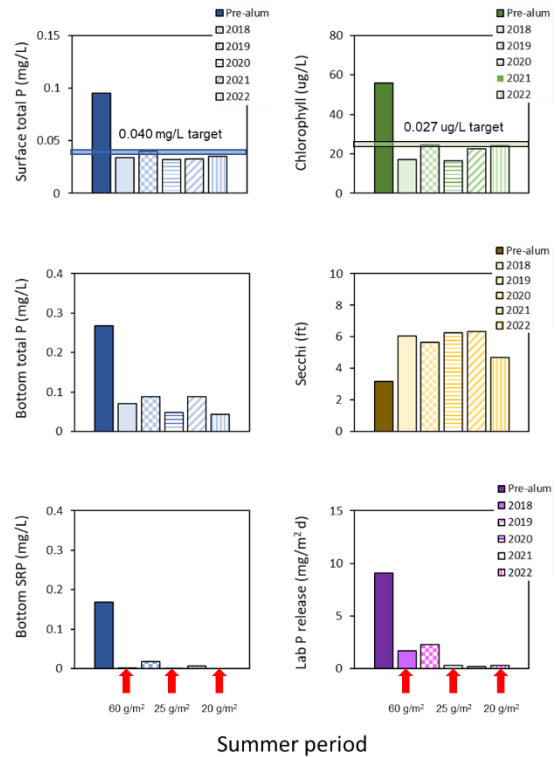 Surface total P (mg/L)
0.15
0.1
0.05
0
0.040 mg/L target
Pre-alum
2018
2019
2020
2021
2022
Chlorophyll (ug/L)
80
60
40
20
0
0.027 ug/L target
Pre-alum
2018
2019
2020
2021
2022
Bottom total P (mg/L)
0.4
0.3
0.2
0.1
0
Secchi (ft)
10
8
6
4
2
0
Pre-alum
2018
2019
2020
2021
2022
Bottom SRP (mg/L)
0.4
0.3
0.2
0.1
0
60 g/m²
25 g/m²
20 g/m²
Lab P release (mg/m² d)
15
10
5
0
Pre-alum
2018
2019
2020
2021
2022
60 g/m²
25 g/m²
20 g/m²
Summer period